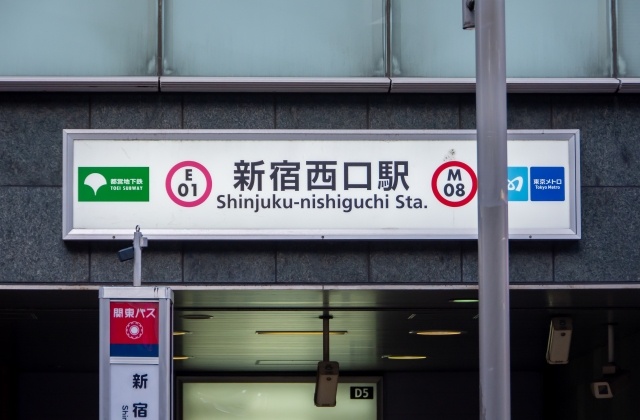 都営地下鉄
TOEI SUBWAY
E
01
新宿西口駅
Shinjuku-nishiguchi Sta.
M
08
東京メトロ
Tokyo Metro
関東バス
新宿
Shin
D5